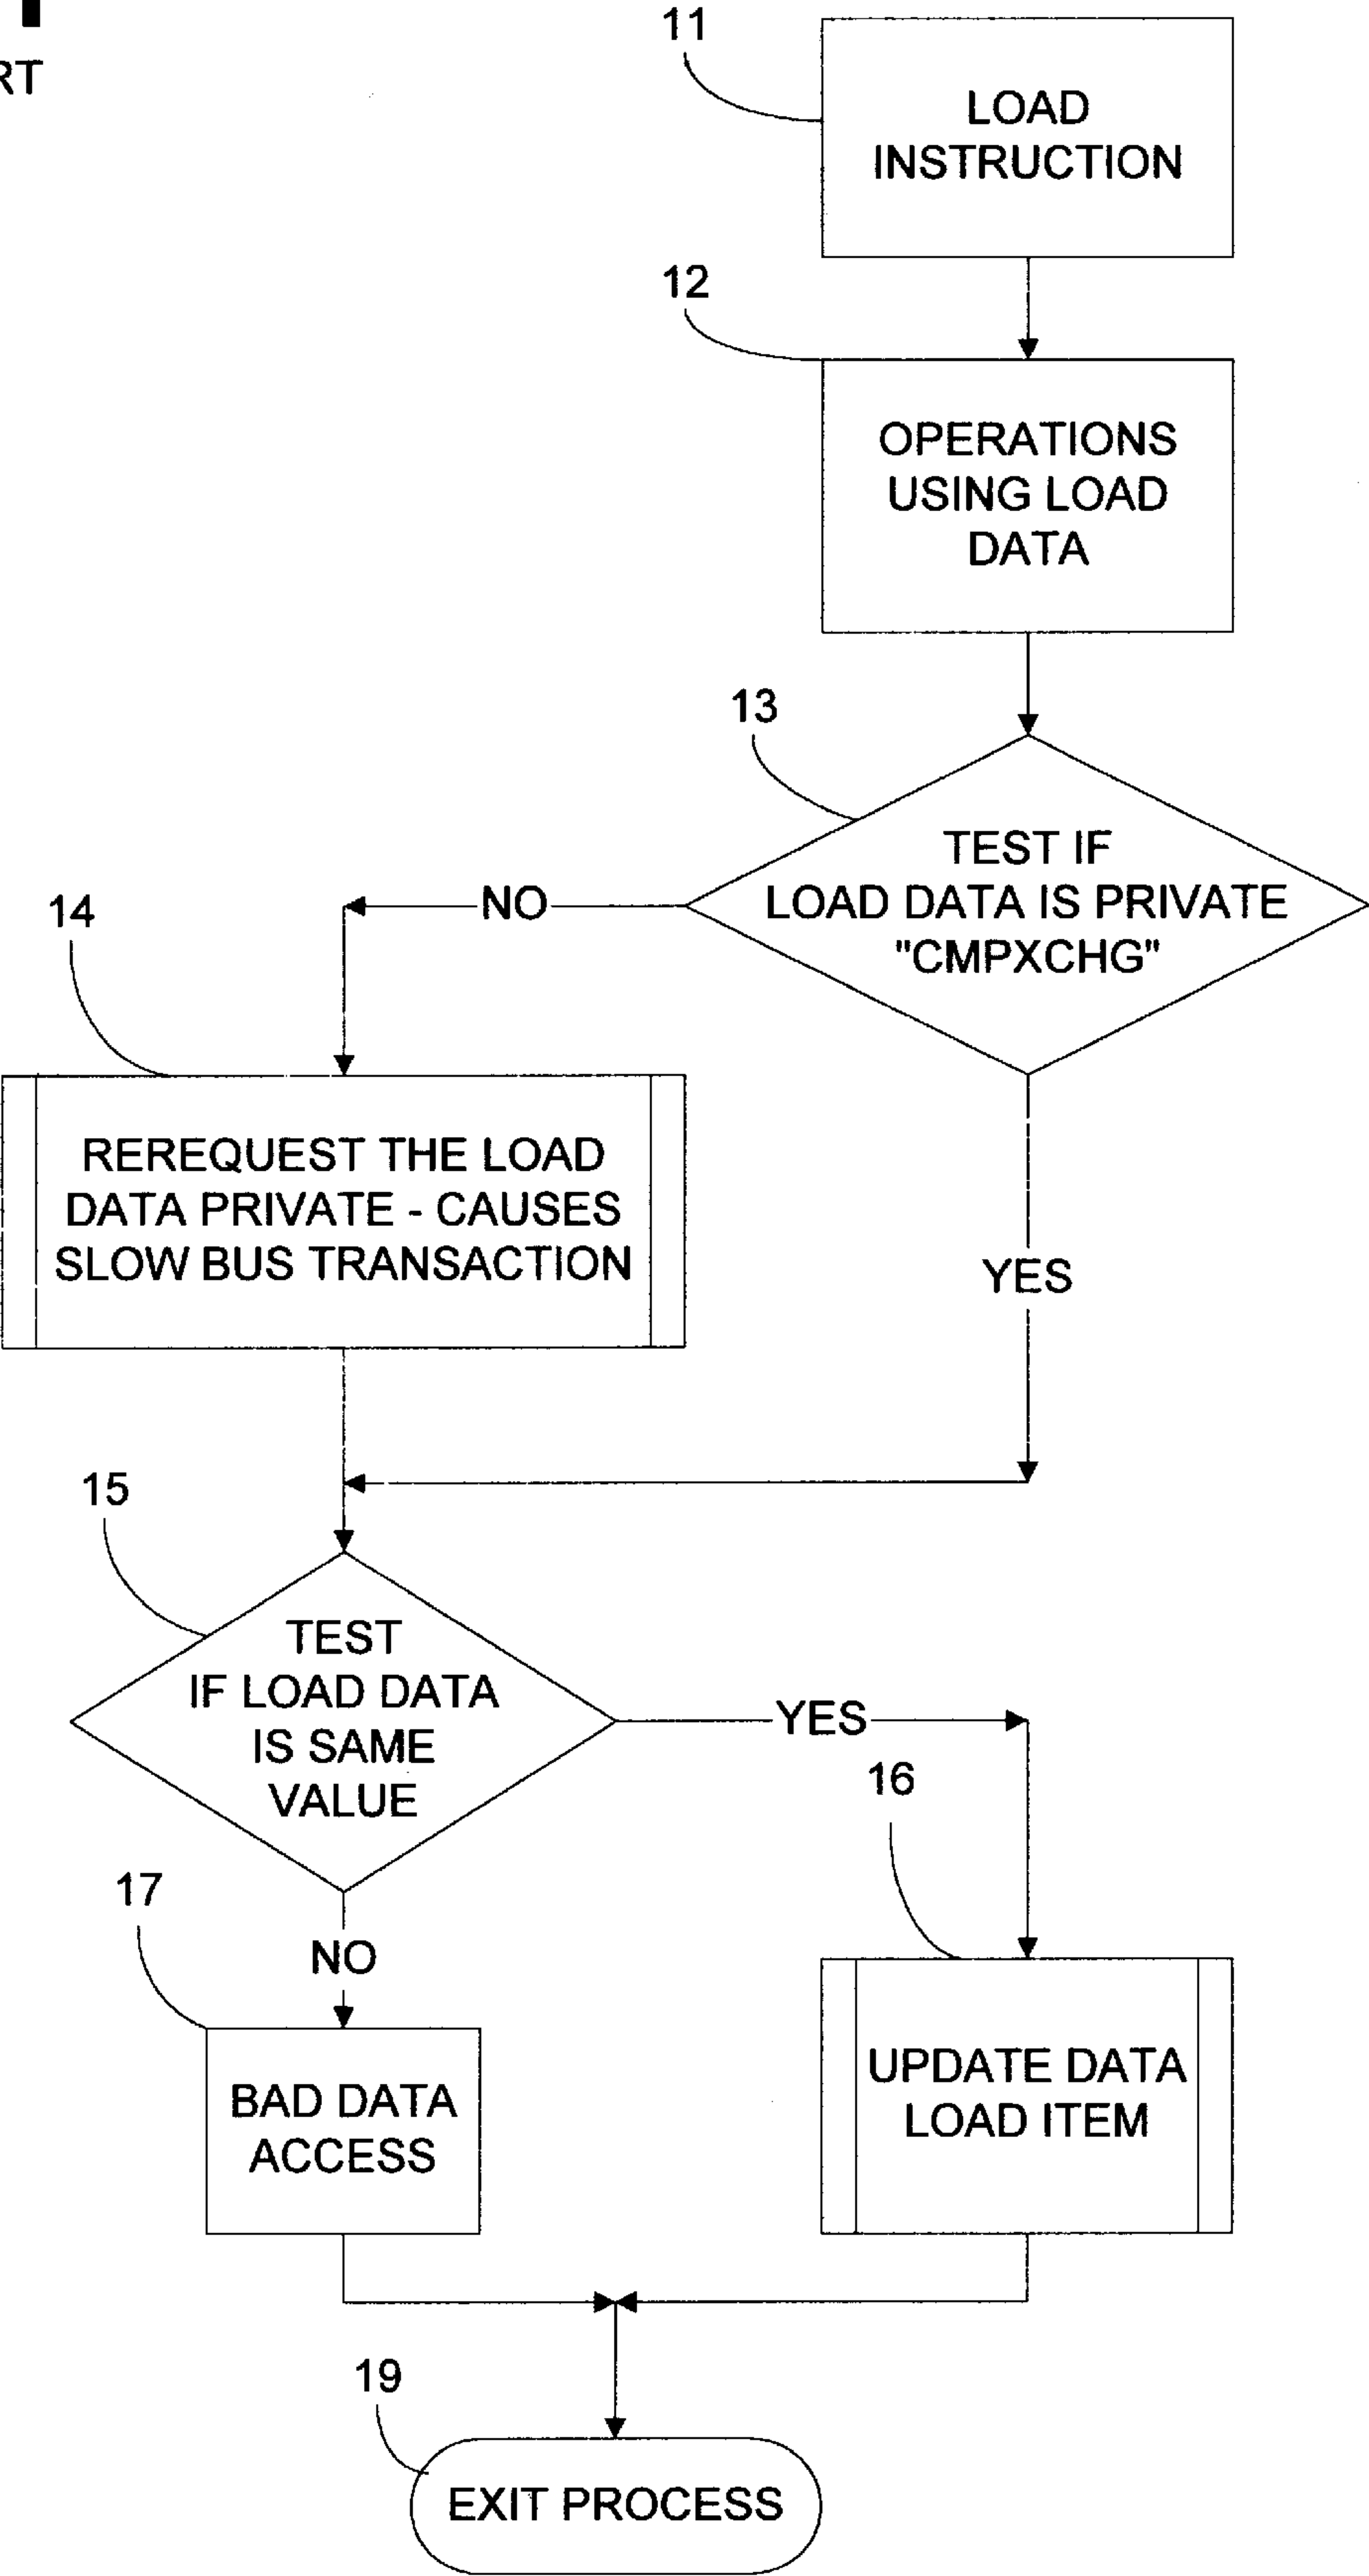 RT
11
LOAD
INSTRUCTION
12
OPERATIONS
USING LOAD
DATA
13
TEST IF
LOAD DATA IS PRIVATE
"CMPXCHG"
NO
14
REREQUEST THE LOAD
DATA PRIVATE - CAUSES
SLOW BUS TRANSACTION
YES
15
TEST
IF LOAD DATA
IS SAME
VALUE
YES
16
17
NO
UPDATE DATA
LOAD ITEM
BAD DATA
ACCESS
19
EXIT PROCESS